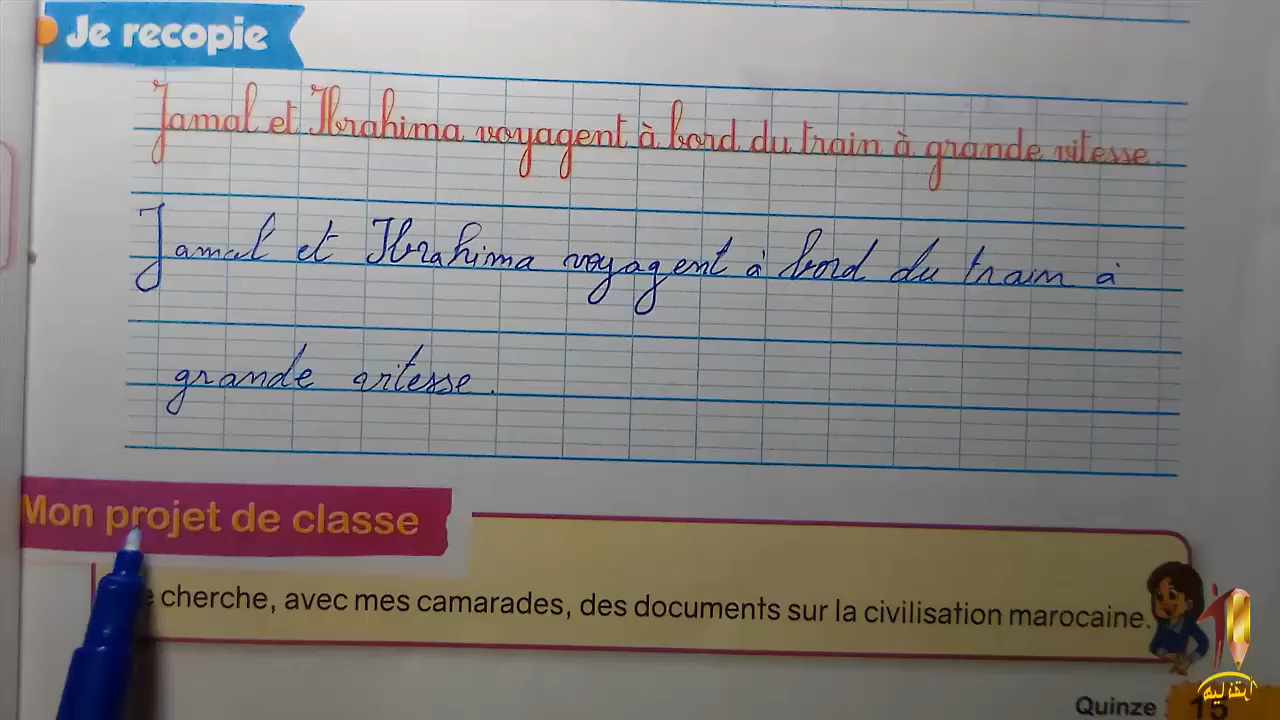 Je recopie
Jamal et Ibrahima voyagent à bord du train à grande vitesse.
Jamal et Ibrahima voyagent à bord du train à
grande vitesse.
Mon projet de classe
cherche, avec mes camarades, des documents sur la civilisation marocaine.
Quinze 15